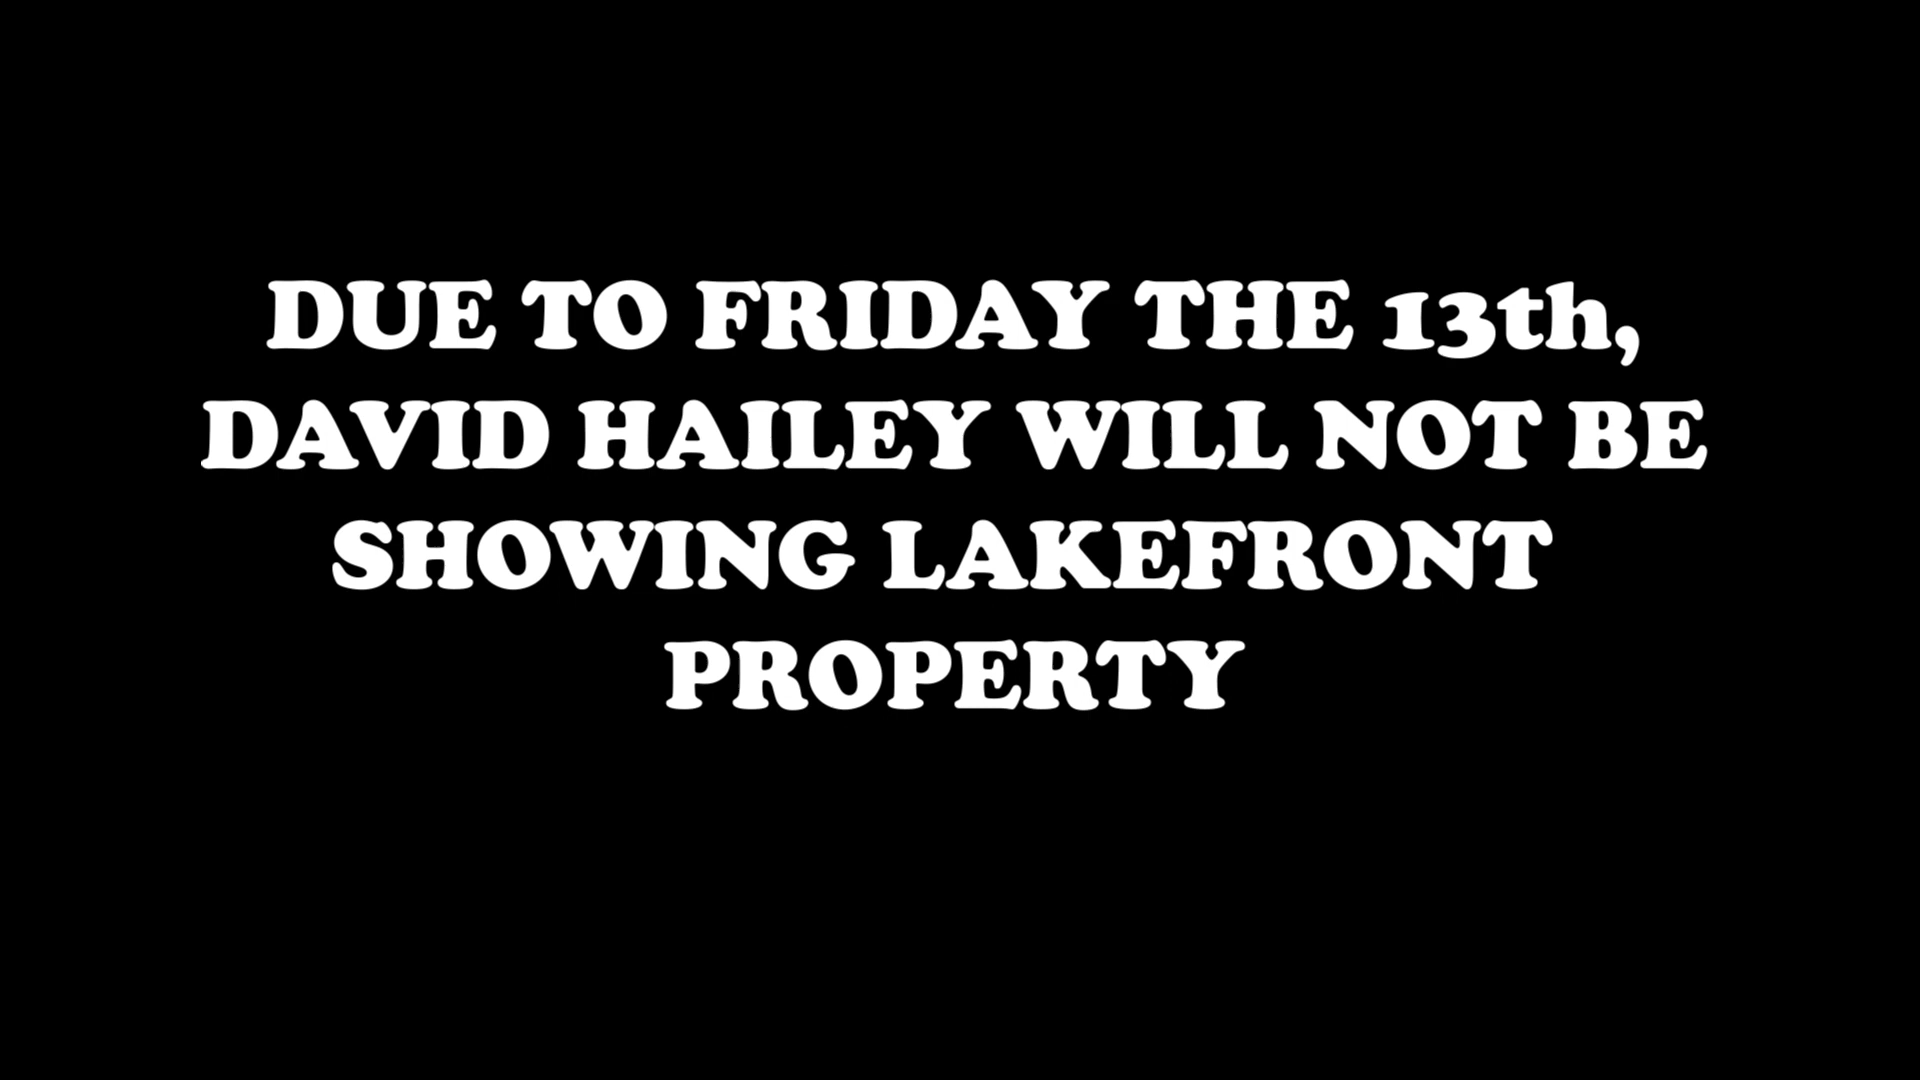 DUE TO FRIDAY THE 13th,
DAVID HAILEY WILL NOT BE
SHOWING LAKEFRONT
PROPERTY